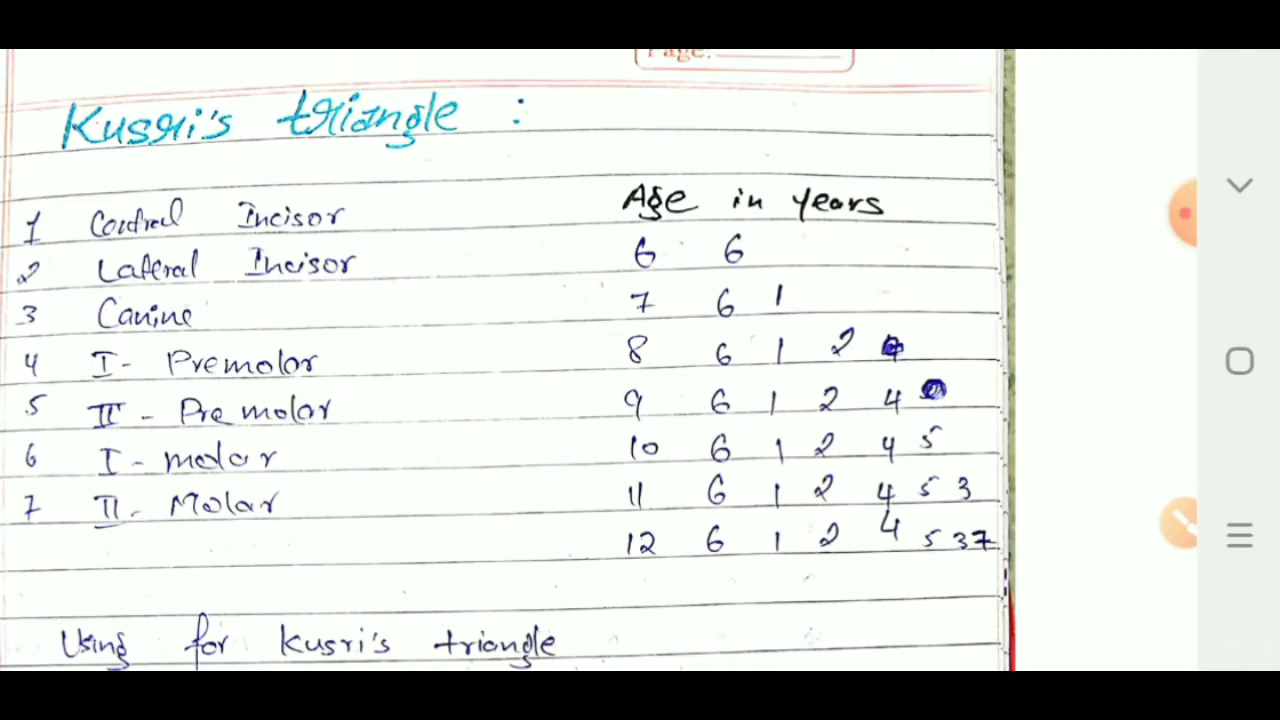 Page:
Kusri's triangle :
Age in years
1 Central Incisor
6 6
2 Lateral Incisor
7 6 1
3 Canine
8 6 1 2
4 I- Premolar
9 6 1 2 4
5 II - Premolar
10 6 1 2 4 5
6 I - molar
11 6 1 2 4 5 3
7 II- Molar
12 6 1 2 4 5 3 7
Using for Kusri's triangle